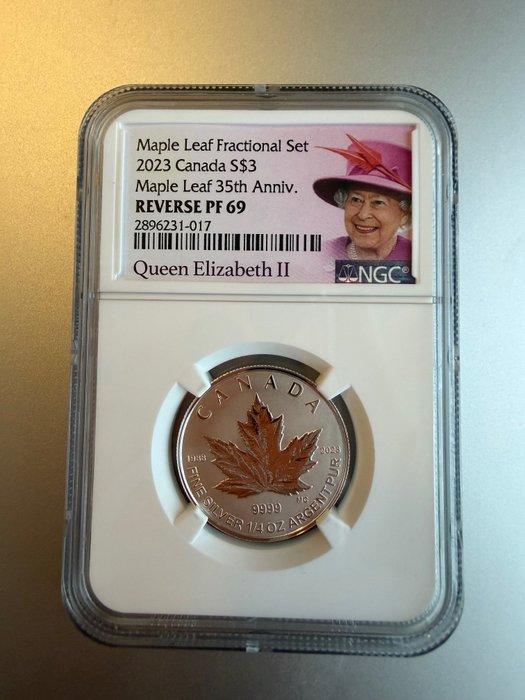 Maple Leaf Fractional Set
2023 Canada S$3
Maple Leaf 35th Anniv.
REVERSE PF 69
2896231-017
Queen Elizabeth II
NGC®
CANADA
1988 2023
9999
FINE SILVER 1/4 OZ ARGENT PUR